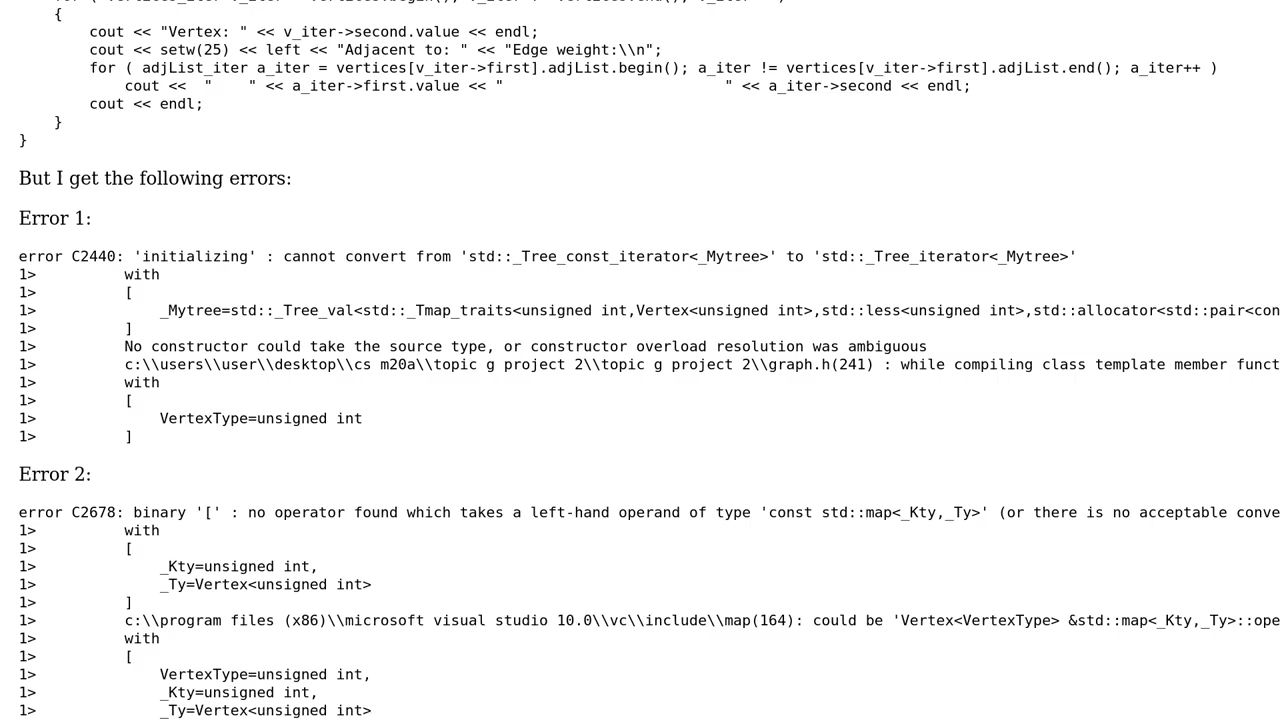 {
        cout << "Vertex: " << v_iter->second.value << endl;
        cout << setw(25) << left << "Adjacent to: " << "Edge weight:\\n";
        for ( adjList_iter a_iter = vertices[v_iter->first].adjList.begin(); a_iter != vertices[v_iter->first].adjList.end(); a_iter++ )
            cout <<  "    " << a_iter->first.value << "                         " << a_iter->second << endl;
        cout << endl;
    }
}
But I get the following errors:
Error 1:
error C2440: 'initializing' : cannot convert from 'std::_Tree_const_iterator<_Mytree>' to 'std::_Tree_iterator<_Mytree>'
1>          with
1>          [
1>              _Mytree=std::_Tree_val<std::_Tmap_traits<unsigned int,Vertex<unsigned int>,std::less<unsigned int>,std::allocator<std::pair<con
1>          ]
1>          No constructor could take the source type, or constructor overload resolution was ambiguous
1>          c:\\users\\user\\desktop\\cs m20a\\topic g project 2\\topic g project 2\\graph.h(241) : while compiling class template member funct
1>          with
1>          [
1>              VertexType=unsigned int
1>          ]
Error 2:
error C2678: binary '[' : no operator found which takes a left-hand operand of type 'const std::map<_Kty,_Ty>' (or there is no acceptable conve
1>          with
1>          [
1>              _Kty=unsigned int,
1>              _Ty=Vertex<unsigned int>
1>          ]
1>          c:\\program files (x86)\\microsoft visual studio 10.0\\vc\\include\\map(164): could be 'Vertex<VertexType> &std::map<_Kty,_Ty>::ope
1>          with
1>          [
1>              VertexType=unsigned int,
1>              _Kty=unsigned int,
1>              _Ty=Vertex<unsigned int>